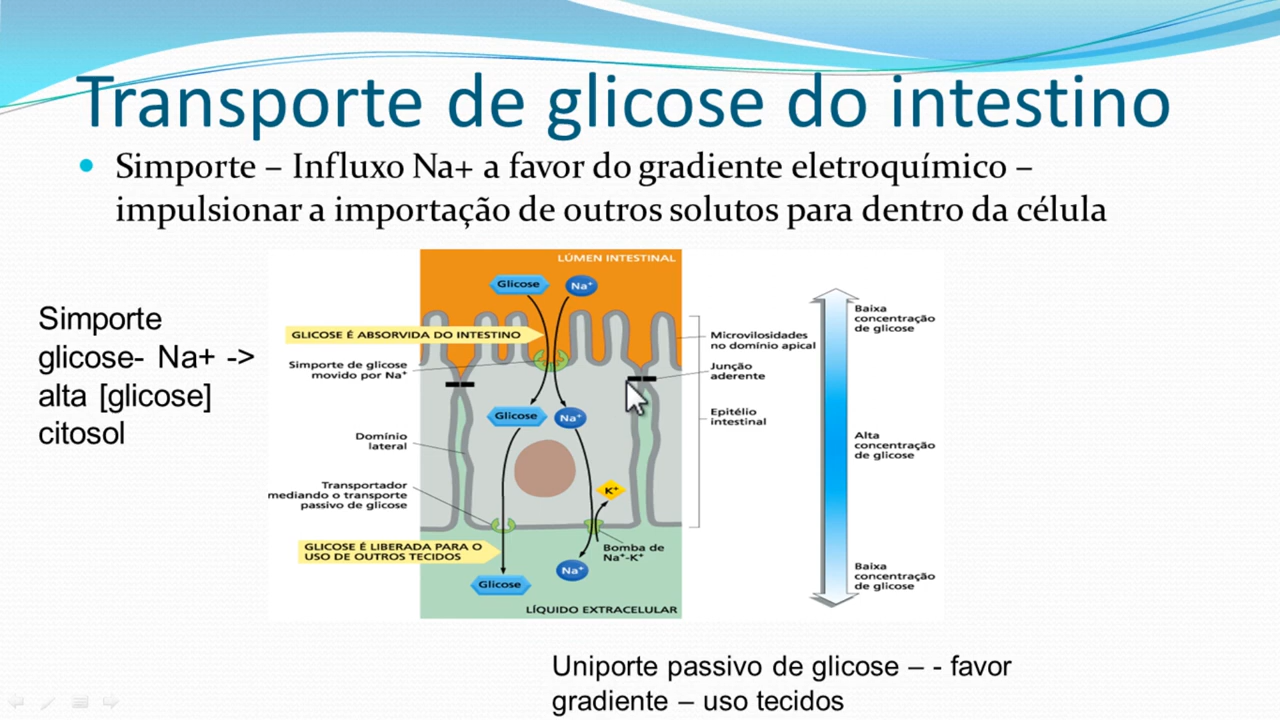 Transporte de glicose do intestino
Simporte – Influxo Na+ a favor do gradiente eletroquímico –
impulsionar a importação de outros solutos para dentro da célula
Simporte
glicose- Na+ ->
alta [glicose]
citosol
LÚMEN INTESTINAL
Glicose
Na⁺
GLICOSE É ABSORVIDA DO INTESTINO
Simporte de glicose
movido por Na⁺
Glicose
Na⁺
Domínio
lateral
Transportador
mediando o transporte
passivo de glicose
K⁺
GLICOSE É LIBERADA PARA O
USO DE OUTROS TECIDOS
Bomba de
Na⁺-K⁺
Na⁺
Glicose
LÍQUIDO EXTRACELULAR
Microvilosidades
no domínio apical
Junção
aderente
Epitélio
intestinal
Baixa
concentração
de glicose
Alta
concentração
de glicose
Baixa
concentração
de glicose
Uniporte passivo de glicose – - favor
gradiente – uso tecidos